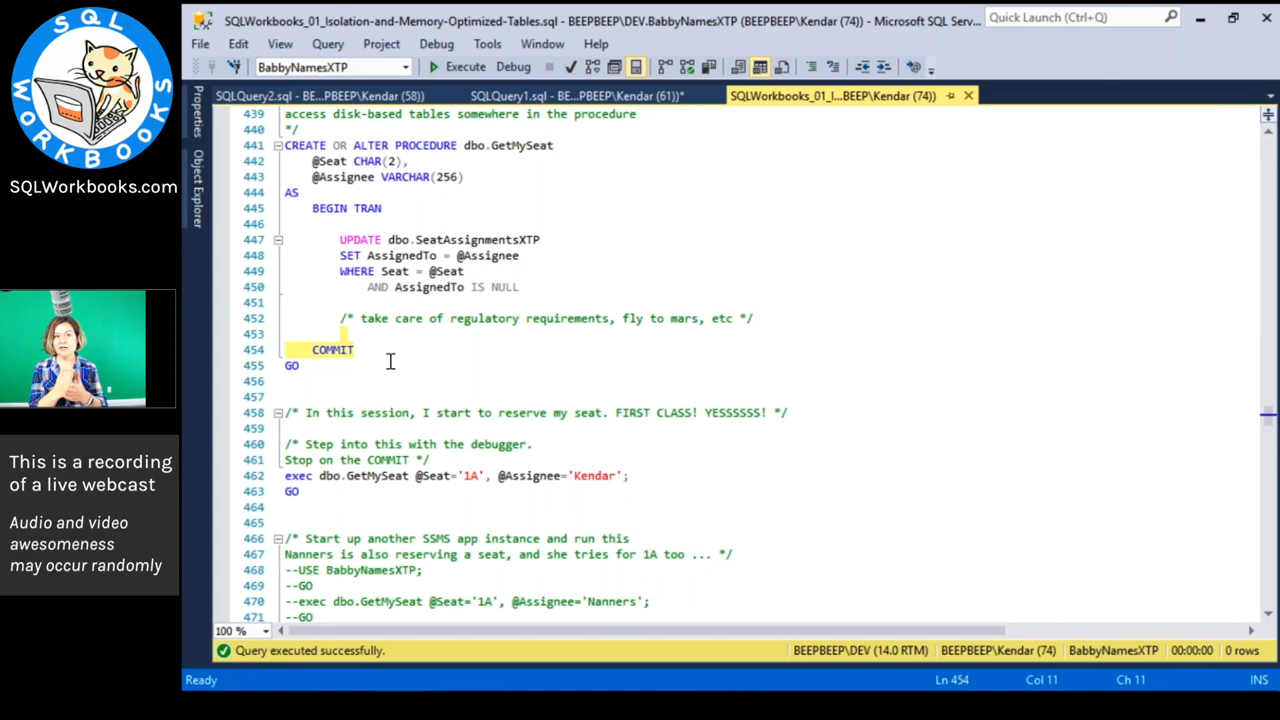 SQL
WORKBOOKS
SQLWorkbooks.com
This is a recording
of a live webcast
Audio and video
awesomeness
may occur randomly
SQLWorkbooks_01_Isolation-and-Memory-Optimized-Tables.sql - BEEPBEEP\DEV.BabbyNamesXTP (BEEPBEEP\Kendar (74)) - Microsoft SQL Serv...
Quick Launch (Ctrl+Q)
File Edit View Query Project Debug Tools Window Help
BabbyNamesXTP Execute Debug
SQLQuery2.sql - BE...PBEEP\Kendar (58)) SQLQuery1.sql - BE...PBEEP\Kendar (61))* SQLWorkbooks_01_I...BEEP\Kendar (74))
Properties
Object Explorer
439 access disk-based tables somewhere in the procedure
440 */
441 CREATE OR ALTER PROCEDURE dbo.GetMySeat
442 @Seat CHAR(2),
443 @Assignee VARCHAR(256)
444 AS
445 BEGIN TRAN
446
447 UPDATE dbo.SeatAssignmentsXTP
448 SET AssignedTo = @Assignee
449 WHERE Seat = @Seat
450 AND AssignedTo IS NULL
451
452 /* take care of regulatory requirements, fly to mars, etc */
453
454 COMMIT
455 GO
456
457
458 /* In this session, I start to reserve my seat. FIRST CLASS! YESSSSSS! */
459
460 /* Step into this with the debugger.
461 Stop on the COMMIT */
462 exec dbo.GetMySeat @Seat='1A', @Assignee='Kendar';
463 GO
464
465
466 /* Start up another SSMS app instance and run this
467 Nanners is also reserving a seat, and she tries for 1A too ... */
468 --USE BabbyNamesXTP;
469 --GO
470 --exec dbo.GetMySeat @Seat='1A', @Assignee='Nanners';
471 --GO
100 %
Query executed successfully. BEEPBEEP\DEV (14.0 RTM) BEEPBEEP\Kendar (74) BabbyNamesXTP 00:00:00 0 rows
Ready Ln 454 Col 11 Ch 11 INS